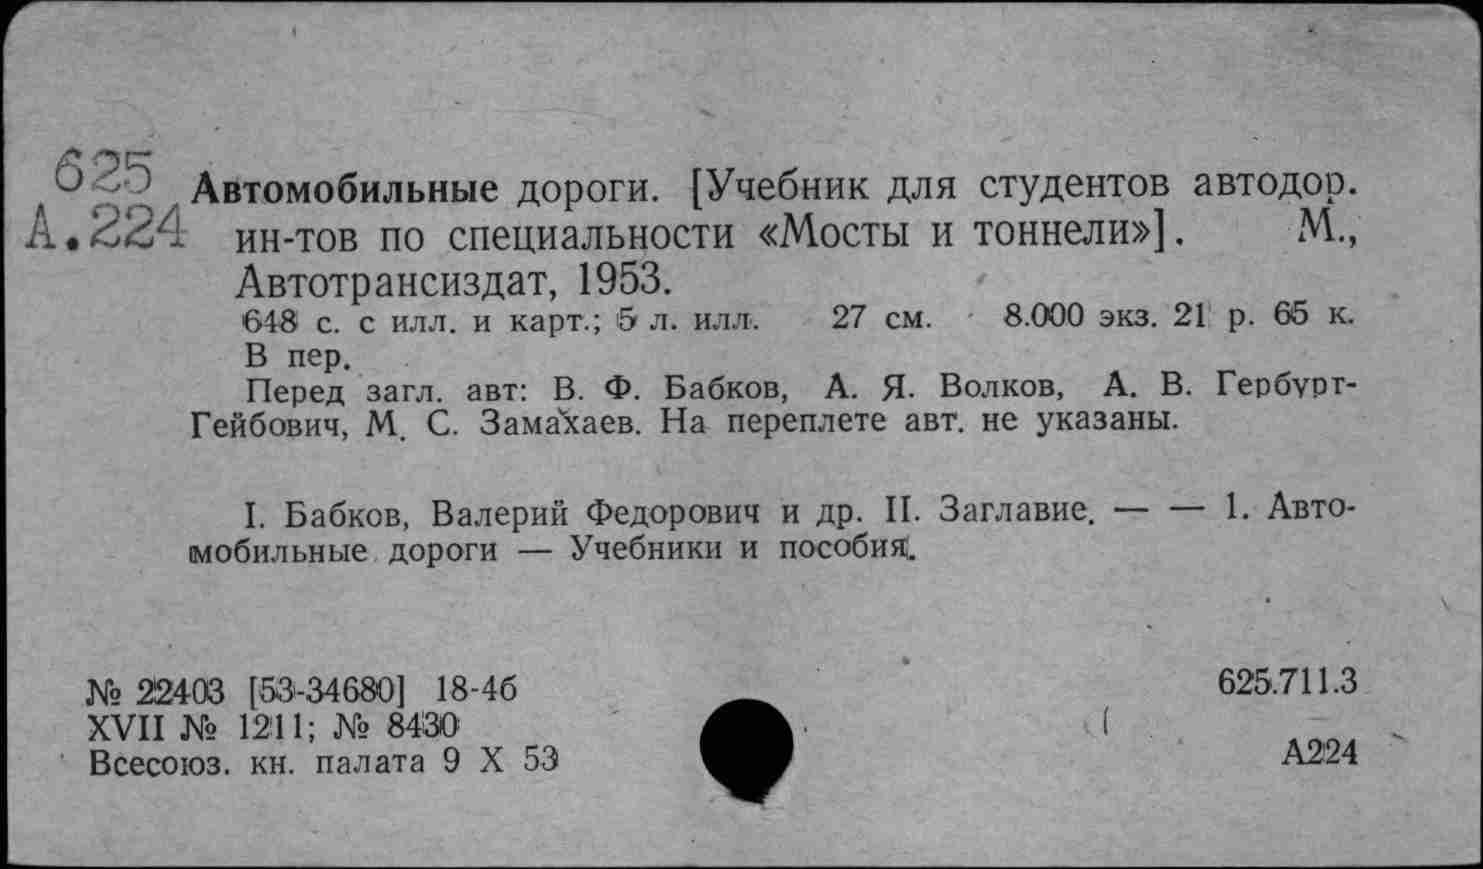 625
А.224
Автомобильные дороги. [Учебник для студентов автодор.
ин-тов по специальности «Мосты и тоннели»]. М.,
Автотрансиздат, 1953.
648 с. с илл. и карт.; 5 л. илл. 27 см. 8.000 экз. 21 р. 65 к.
В пер.
Перед загл. авт: В. Ф. Бабков, А. Я. Волков, А. В. Гербурт-
Гейбович, М. С. Замахаев. На переплете авт. не указаны.
I. Бабков, Валерий Федорович и др. II. Заглавие. — — 1. Авто-
мобильные дороги — Учебники и пособия.
№ 22403 [53-34680] 18-4б
XVII № 1211; № 8430
Всесоюз. кн. палата 9 X 53
625.711.3
А224